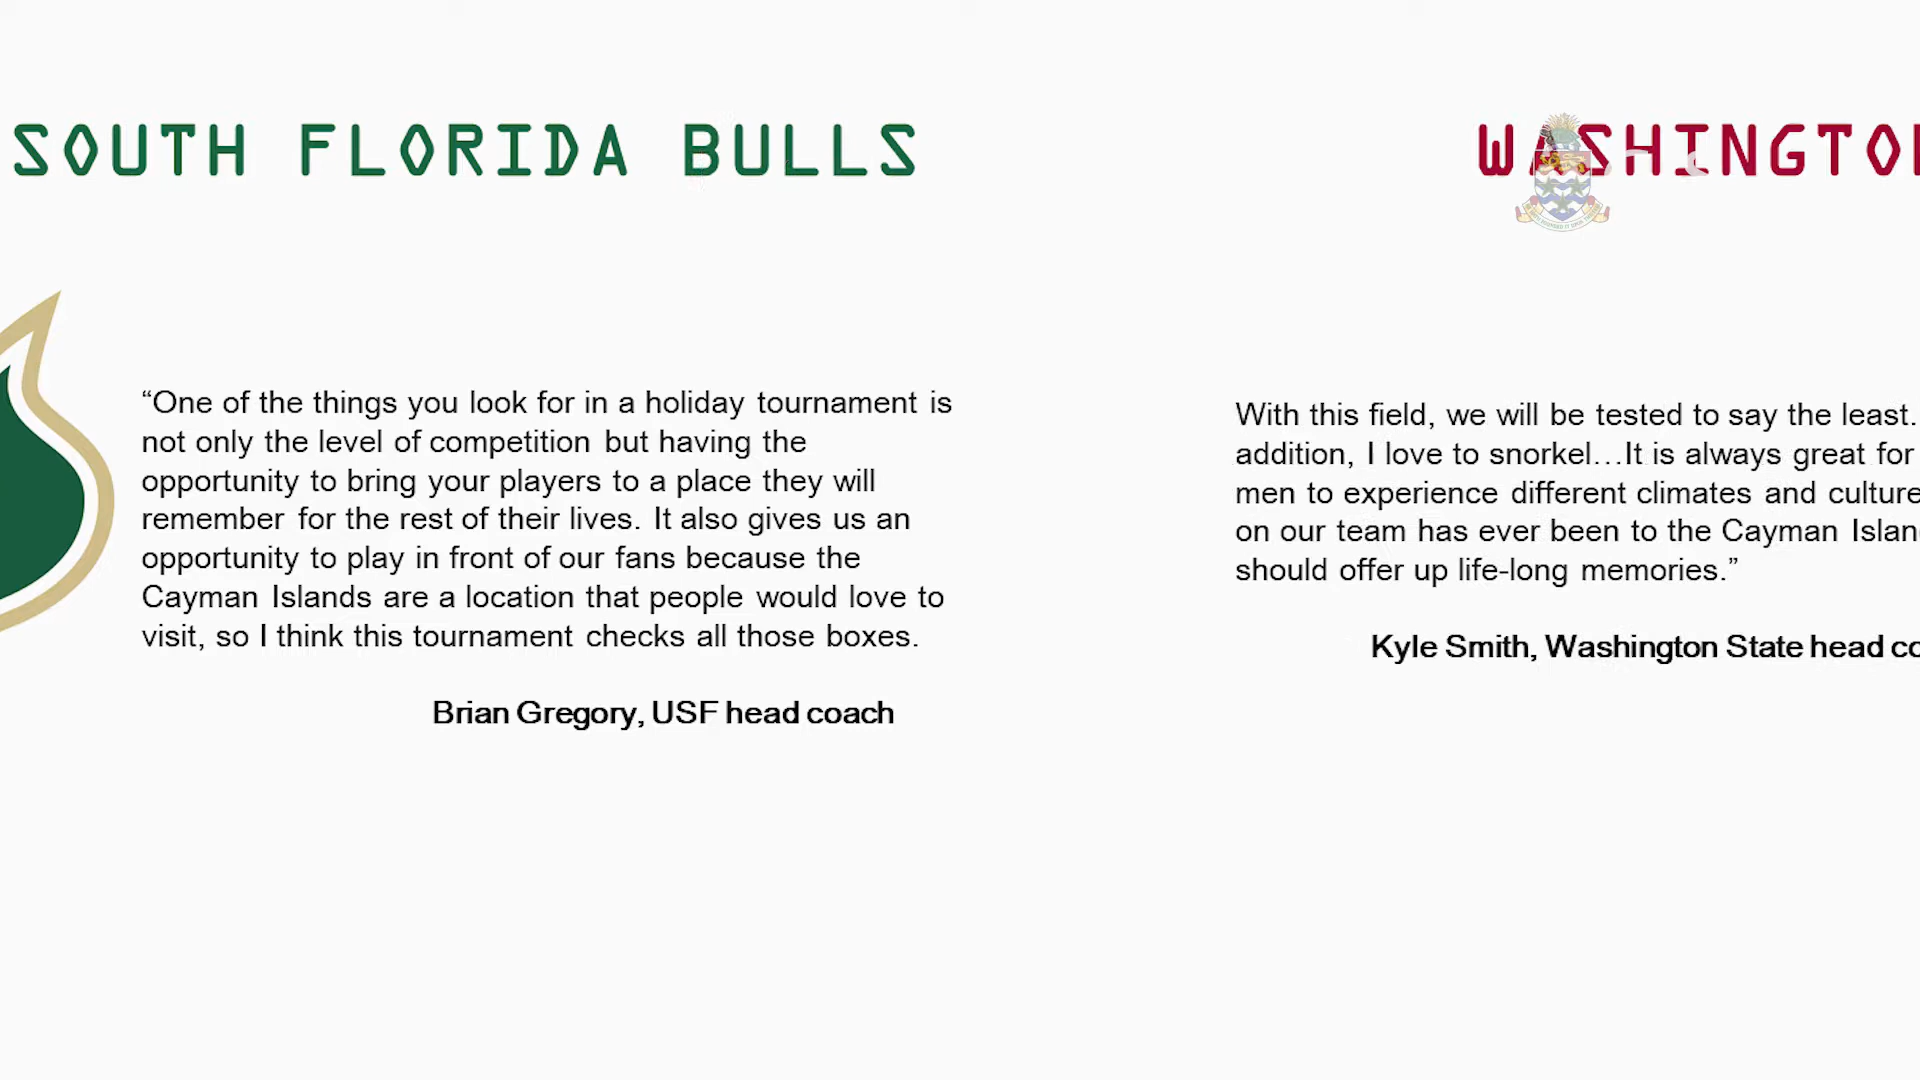 SOUTH FLORIDA BULLS
“One of the things you look for in a holiday tournament is
not only the level of competition but having the
opportunity to bring your players to a place they will
remember for the rest of their lives. It also gives us an
opportunity to play in front of our fans because the
Cayman Islands are a location that people would love to
visit, so I think this tournament checks all those boxes.
Brian Gregory, USF head coach
WASHINGTO
With this field, we will be tested to say the least.
addition, I love to snorkel…It is always great for
men to experience different climates and culture
on our team has ever been to the Cayman Islan
should offer up life-long memories.”
Kyle Smith, Washington State head co